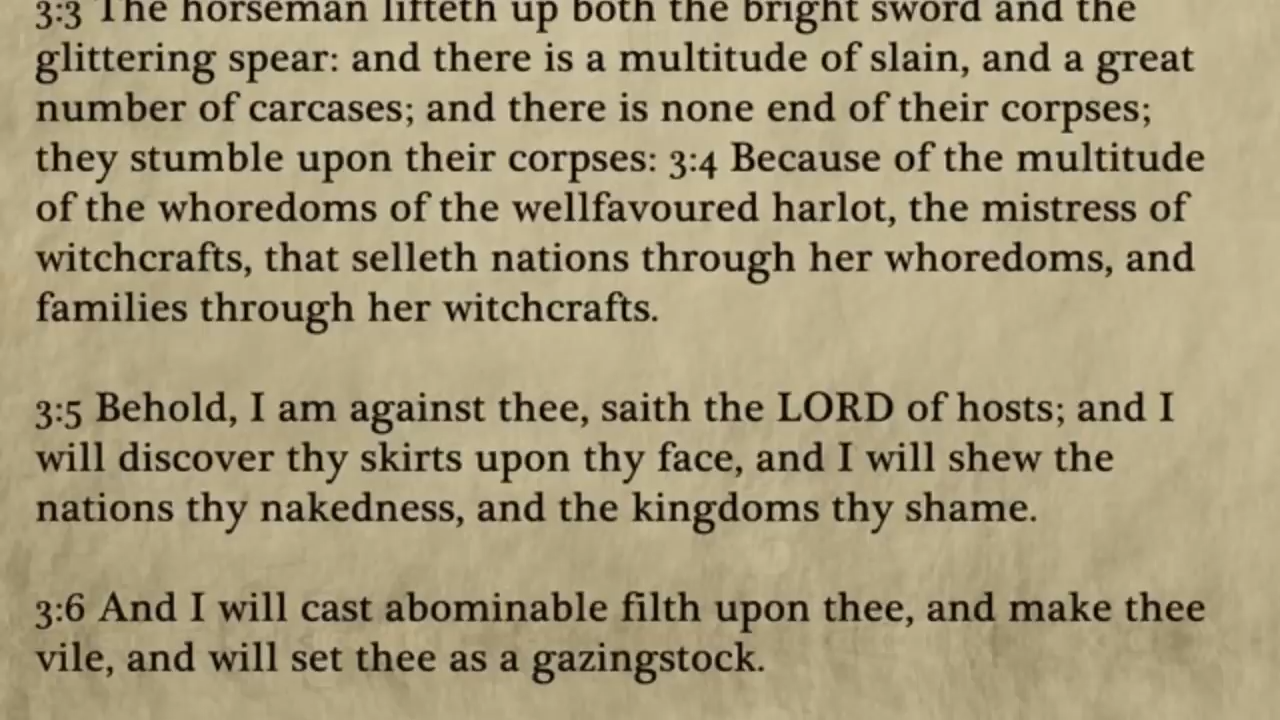 3:3 The horseman lifteth up both the bright sword and the
glittering spear: and there is a multitude of slain, and a great
number of carcases; and there is none end of their corpses;
they stumble upon their corpses: 3:4 Because of the multitude
of the whoredoms of the wellfavoured harlot, the mistress of
witchcrafts, that selleth nations through her whoredoms, and
families through her witchcrafts.
3:5 Behold, I am against thee, saith the LORD of hosts; and I
will discover thy skirts upon thy face, and I will shew the
nations thy nakedness, and the kingdoms thy shame.
3:6 And I will cast abominable filth upon thee, and make thee
vile, and will set thee as a gazingstock.